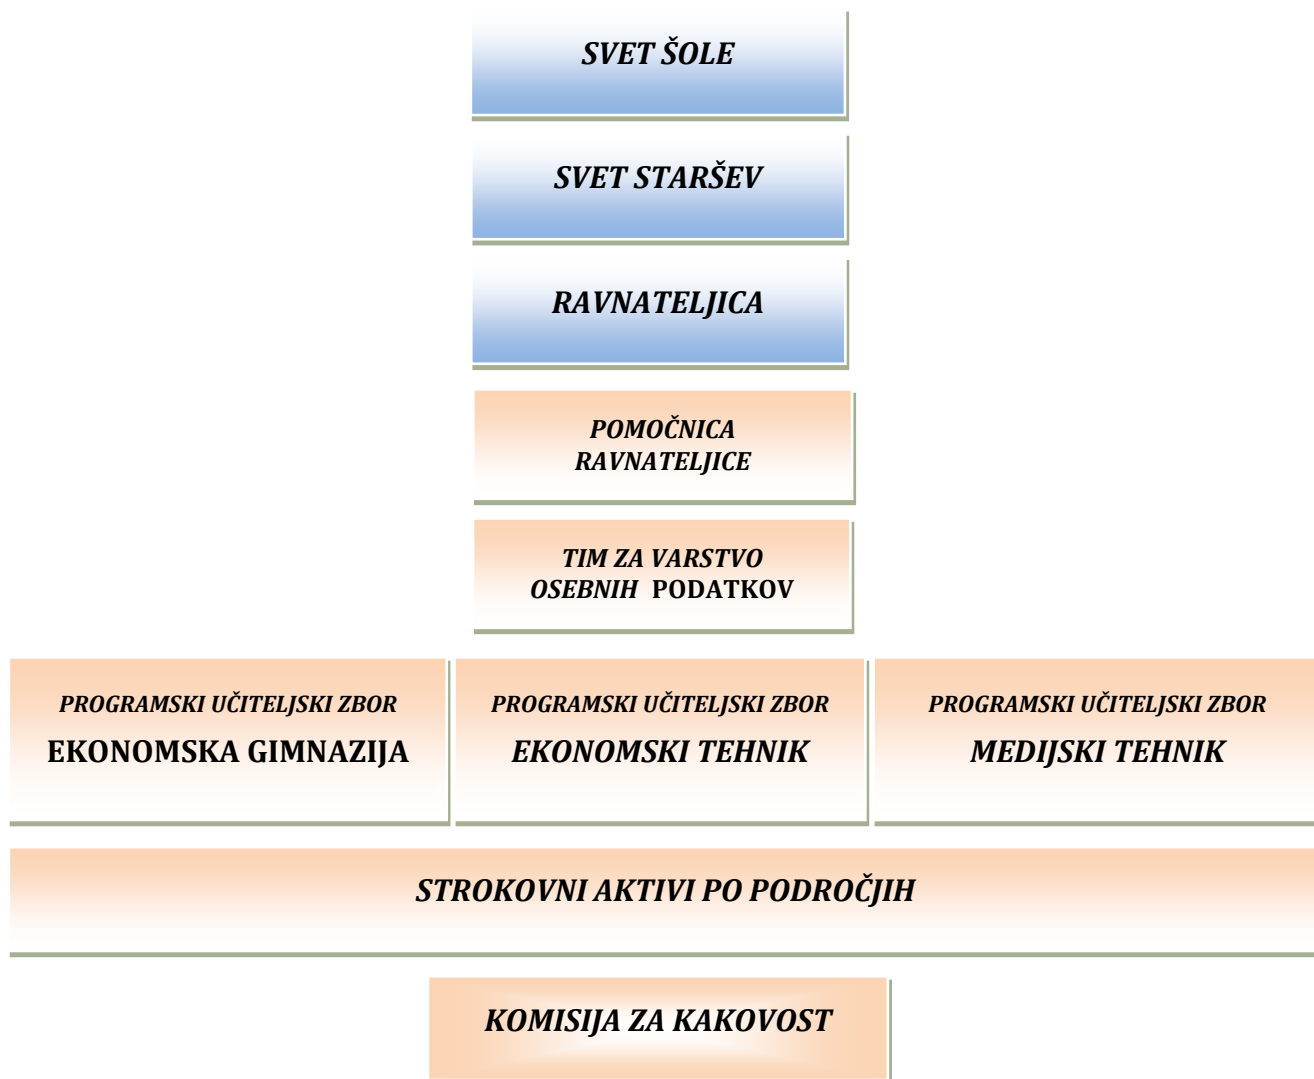 SVET ŠOLE
SVET STARŠEV
RAVNATELJICA
POMOČNICA
RAVNATELJICE
TIM ZA VARSTVO
OSEBNIH PODATKOV
PROGRAMSKI UČITELJSKI ZBOR
EKONOMSKA GIMNAZIJA
PROGRAMSKI UČITELJSKI ZBOR
EKONOMSKI TEHNIK
PROGRAMSKI UČITELJSKI ZBOR
MEDIJSKI TEHNIK
STROKOVNI AKTIVI PO PODROČJIH
KOMISIJA ZA KAKOVOST